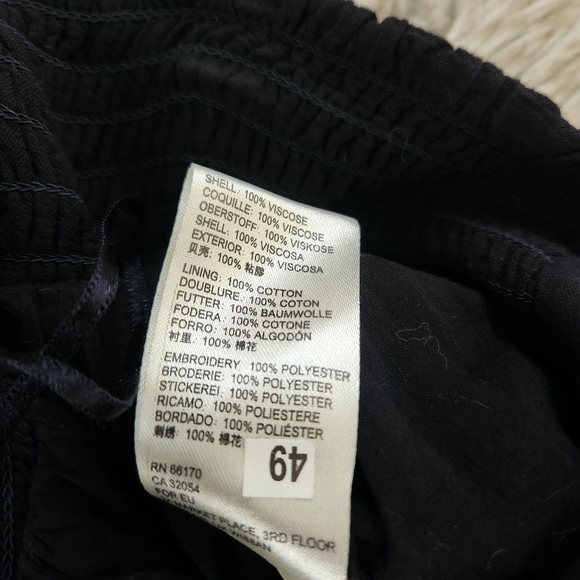 SHELL: 100% VISCOSE
COQUILLE: 100% VISCOSE
OBERSTOFF: 100% VISKOSE
SHELL: 100% VISCOSA
EXTERIOR: 100% VISCOSA
贝壳: 100% 粘膠
LINING: 100% COTTON
DOUBLURE: 100% COTON
FUTTER: 100% BAUMWOLLE
FODERA: 100% COTONE
FORRO: 100% ALGODÓN
衬里: 100% 棉花
EMBROIDERY: 100% POLYESTER
BRODERIE: 100% POLYESTER
STICKEREI: 100% POLYESTER
RICAMO: 100% POLIESTERE
BORDADO: 100% POLIÉSTER
刺绣: 100% 棉花
49
RN 66170
CA 32054
FOR EU
MARKET PLACE, 3RD FLOOR